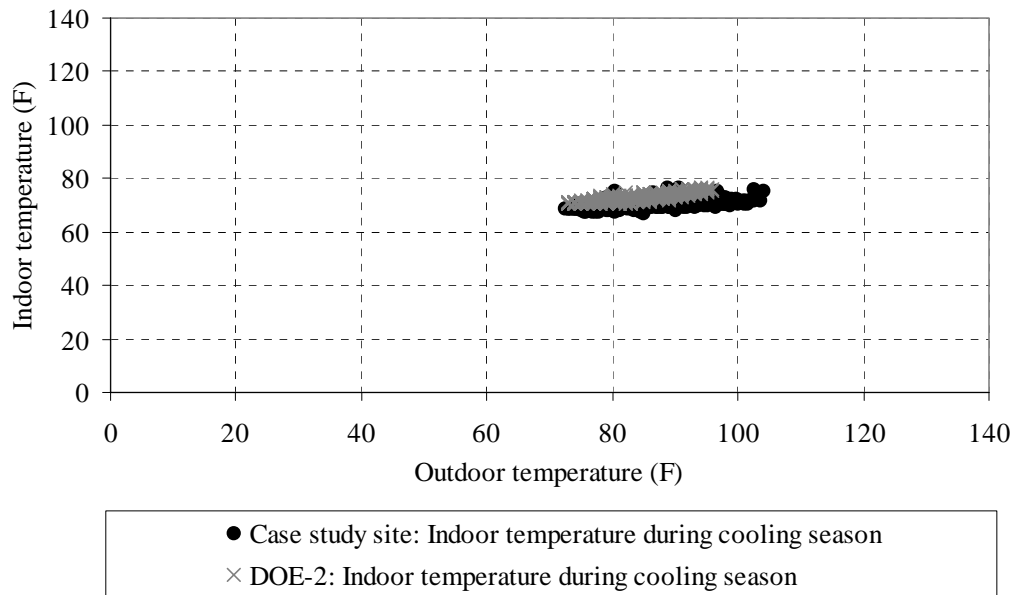 140
120
100
80
60
40
20
0
Indoor temperature (F)
0 20 40 60 80 100 120 140
Outdoor temperature (F)
Case study site: Indoor temperature during cooling season
DOE-2: Indoor temperature during cooling season